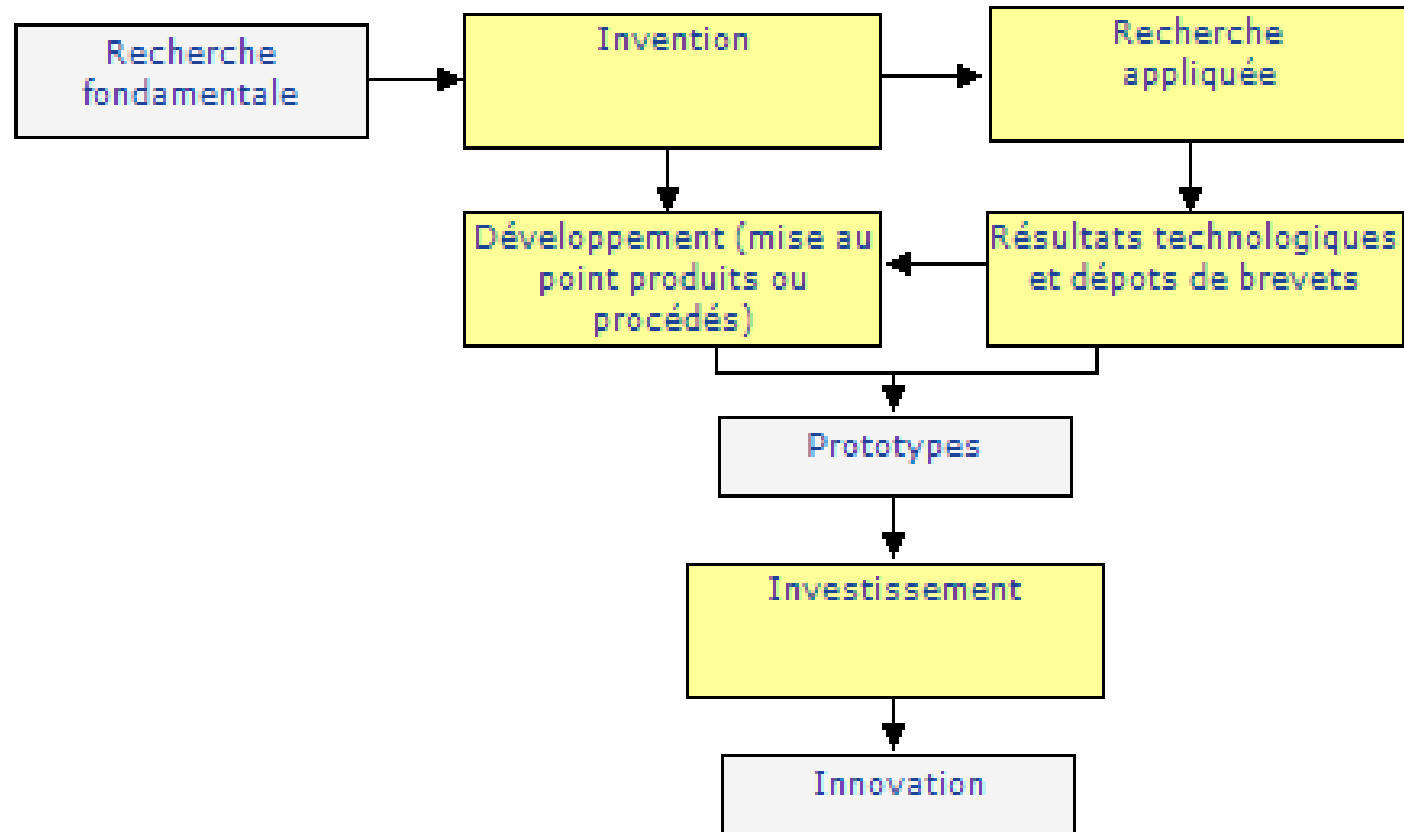 Recherche
fondamentale
Invention
Recherche
appliquée
Développement (mise au
point produits ou
procédés)
Résultats technologiques
et dépots de brevets
Prototypes
Investissement
Innovation